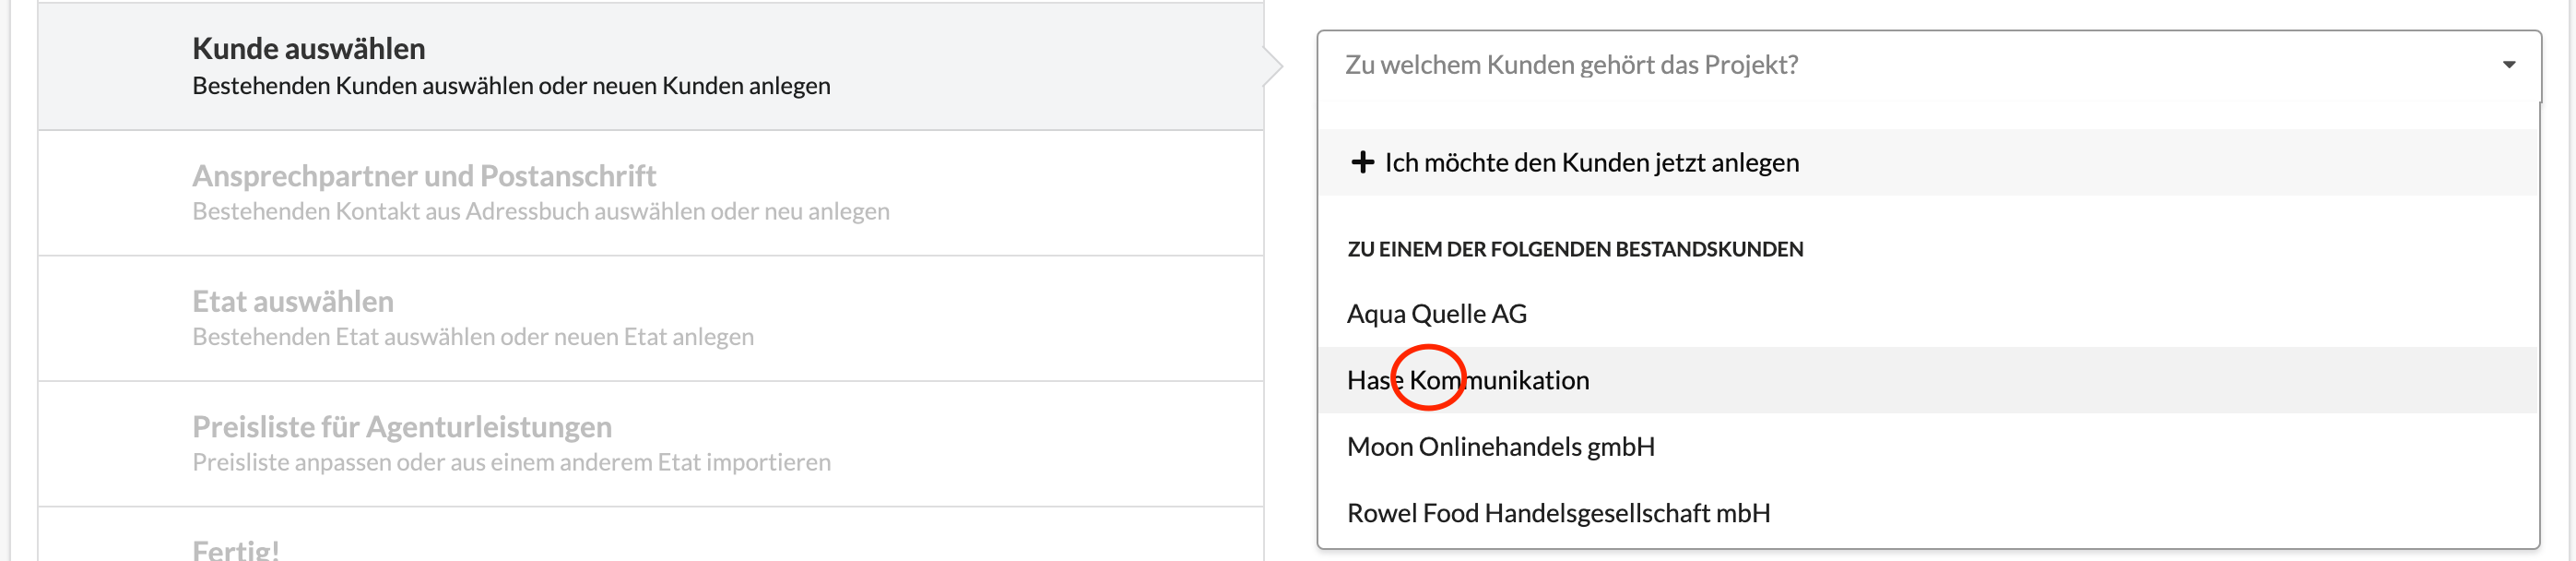 Kunde auswählen
Bestehenden Kunden auswählen oder neuen Kunden anlegen
Ansprechpartner und Postanschrift
Bestehenden Kontakt aus Adressbuch auswählen oder neu anlegen
Etat auswählen
Bestehenden Etat auswählen oder neuen Etat anlegen
Preisliste für Agenturleistungen
Preisliste anpassen oder aus einem anderem Etat importieren
Fertig!
Zu welchem Kunden gehört das Projekt?
Ich möchte den Kunden jetzt anlegen
ZU EINEM DER FOLGENDEN BESTANDSKUNDEN
Aqua Quelle AG
Hase Kommunikation
Moon Onlinehandels gmbH
Rowel Food Handelsgesellschaft mbH